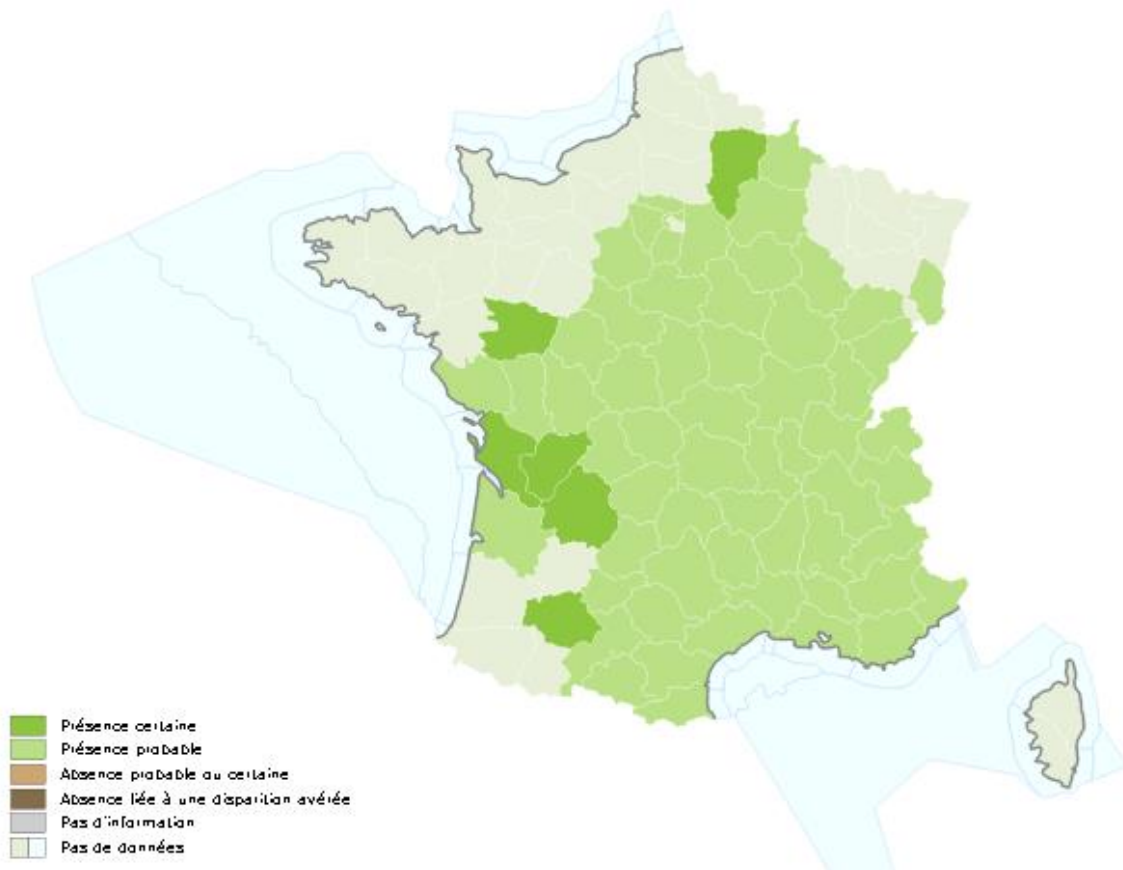 Présence certaine
Présence probable
Absence probable ou certaine
Absence liée à une disparition avérée
Pas d'information
Pas de données